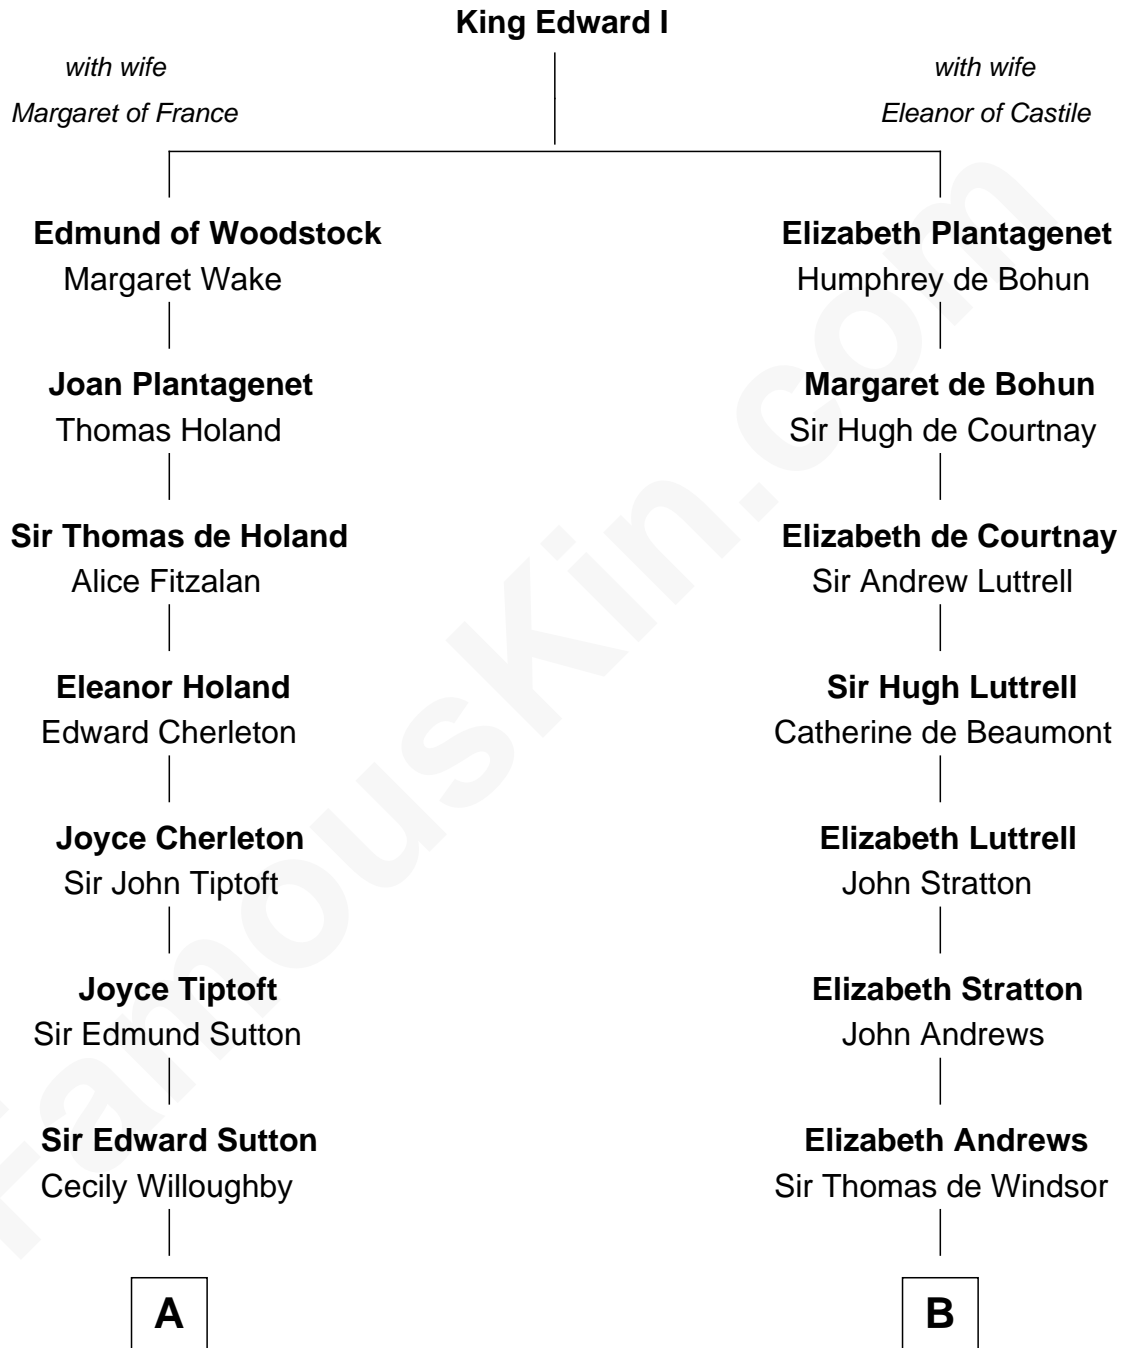 King Edward I
with wife
Margaret of France
with wife
Eleanor of Castile
Edmund of Woodstock
Margaret Wake
Elizabeth Plantagenet
Humphrey de Bohun
Joan Plantagenet
Thomas Holand
Margaret de Bohun
Sir Hugh de Courtnay
Sir Thomas de Holand
Alice Fitzalan
Elizabeth de Courtnay
Sir Andrew Luttrell
Eleanor Holand
Edward Cherleton
Sir Hugh Luttrell
Catherine de Beaumont
Joyce Cherleton
Sir John Tiptoft
Elizabeth Luttrell
John Stratton
Joyce Tiptoft
Sir Edmund Sutton
Elizabeth Stratton
John Andrews
Sir Edward Sutton
Cecily Willoughby
Elizabeth Andrews
Sir Thomas de Windsor
A
B
FamousKin.com